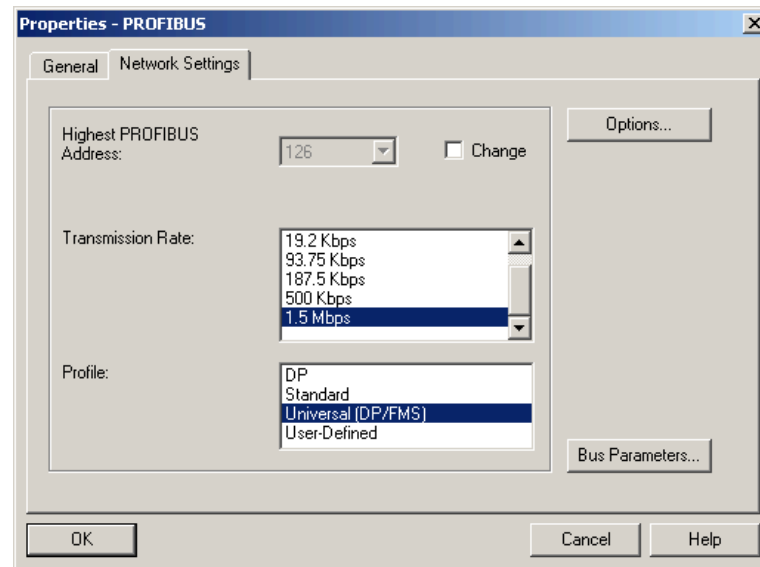 Properties - PROFIBUS
General
Network Settings
Highest PROFIBUS
Address:
126
Change
Options...
Transmission Rate:
19.2 Kbps
93.75 Kbps
187.5 Kbps
500 Kbps
1.5 Mbps
Profile:
DP
Standard
Universal (DP/FMS)
User-Defined
Bus Parameters...
OK
Cancel
Help